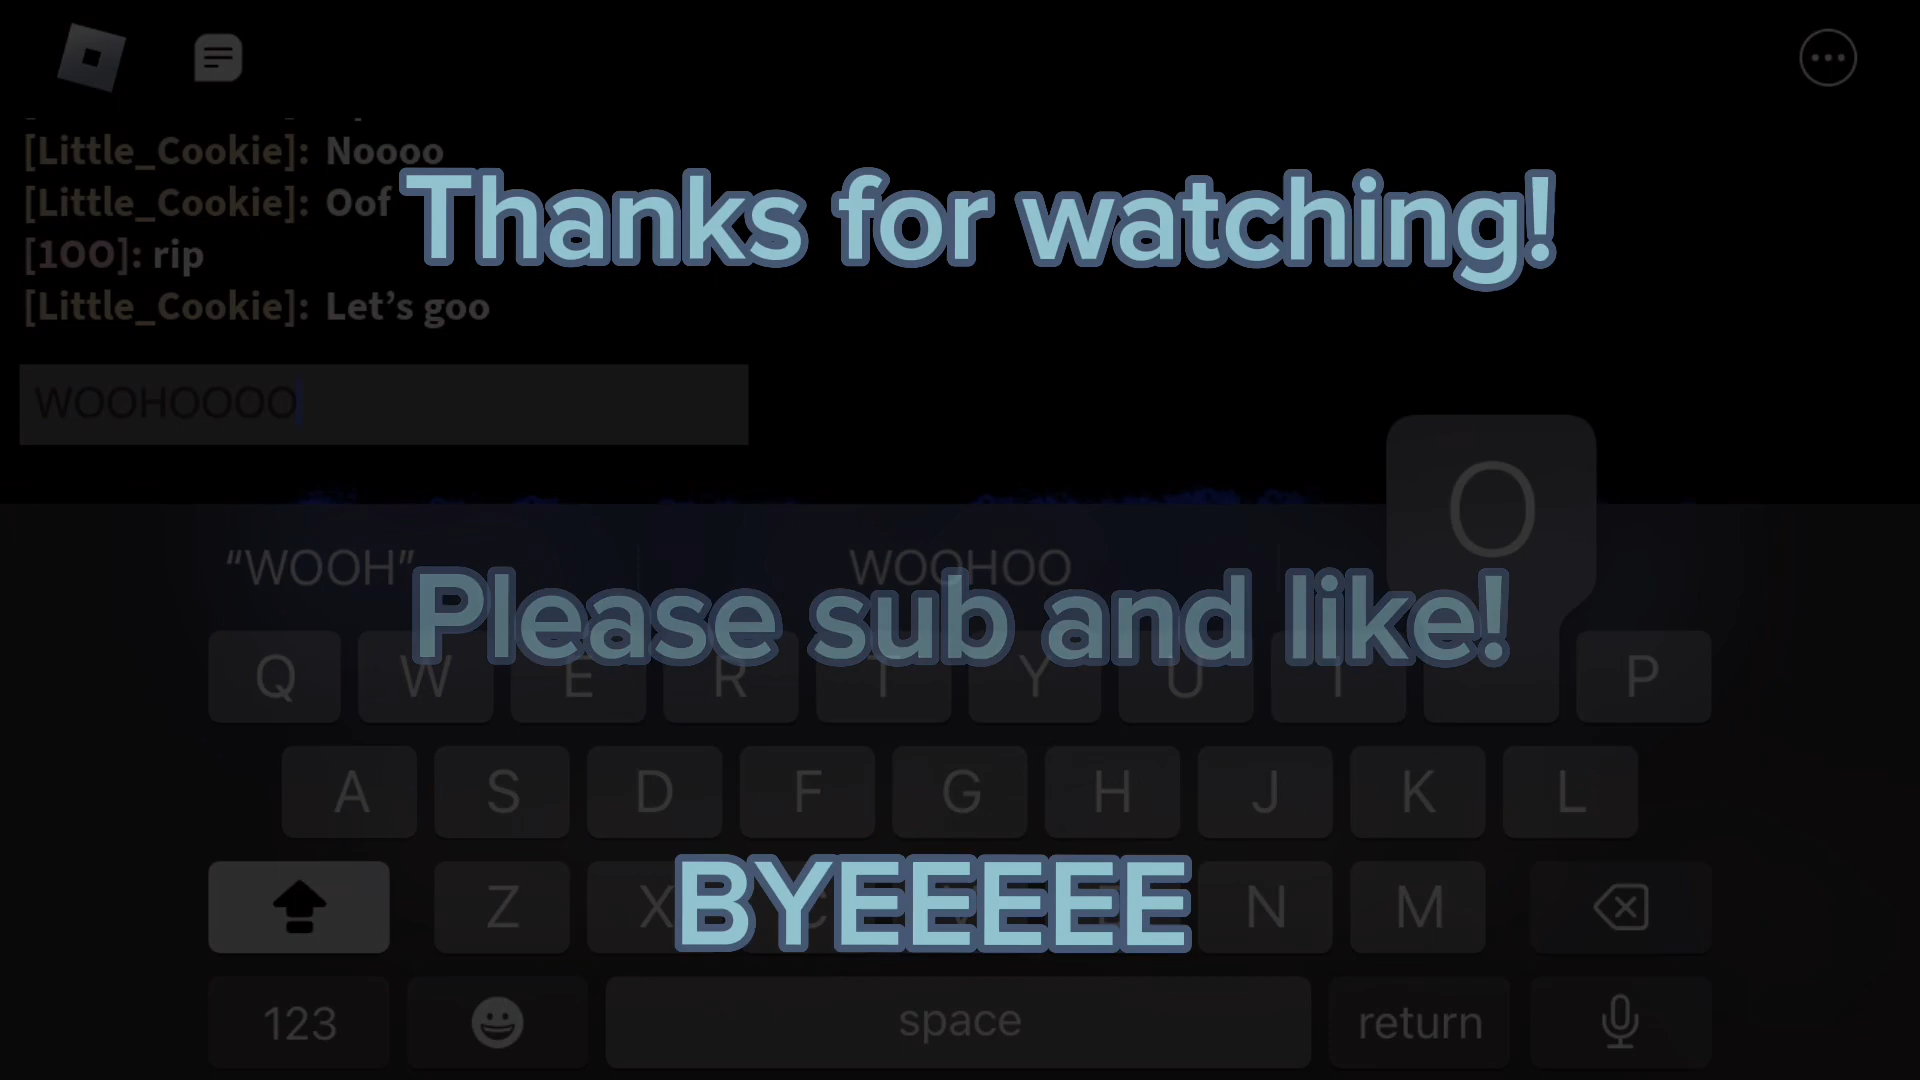 [Little_Cookie]: Noooo
[Little_Cookie]: Oof
[1OO]: rip
[Little_Cookie]: Let’s goo
Thanks for watching!
WOOHOOOO
O
“WOOH” WOOHOO
Please sub and like!
Q W E R T Y U I P
A S D F G H J K L
BYEEEEE
Z X C V N M
123 space return